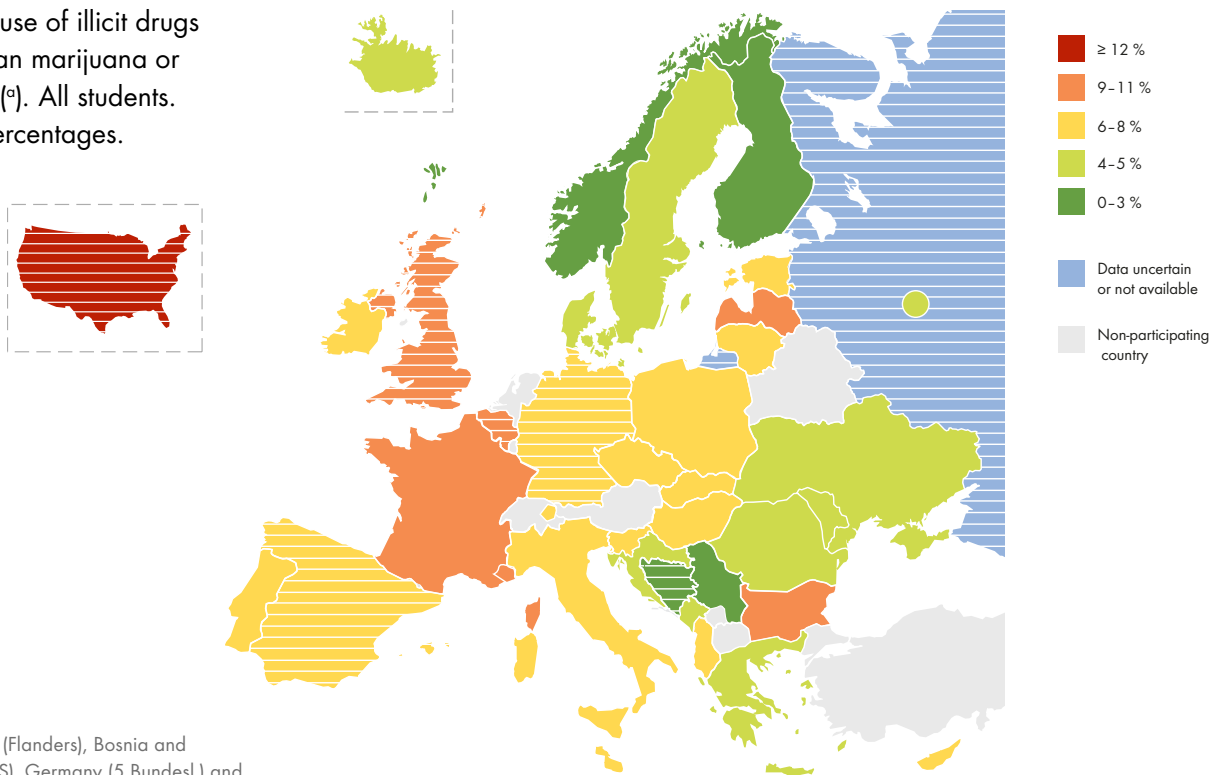 use of illicit drugs
an marijuana or
(ᵃ). All students.
ercentages.
≥ 12 %
9–11 %
6–8 %
4–5 %
0–3 %
Data uncertain
or not available
Non-participating
country
(Flanders), Bosnia and
S), Germany (5 Bundesl.) and